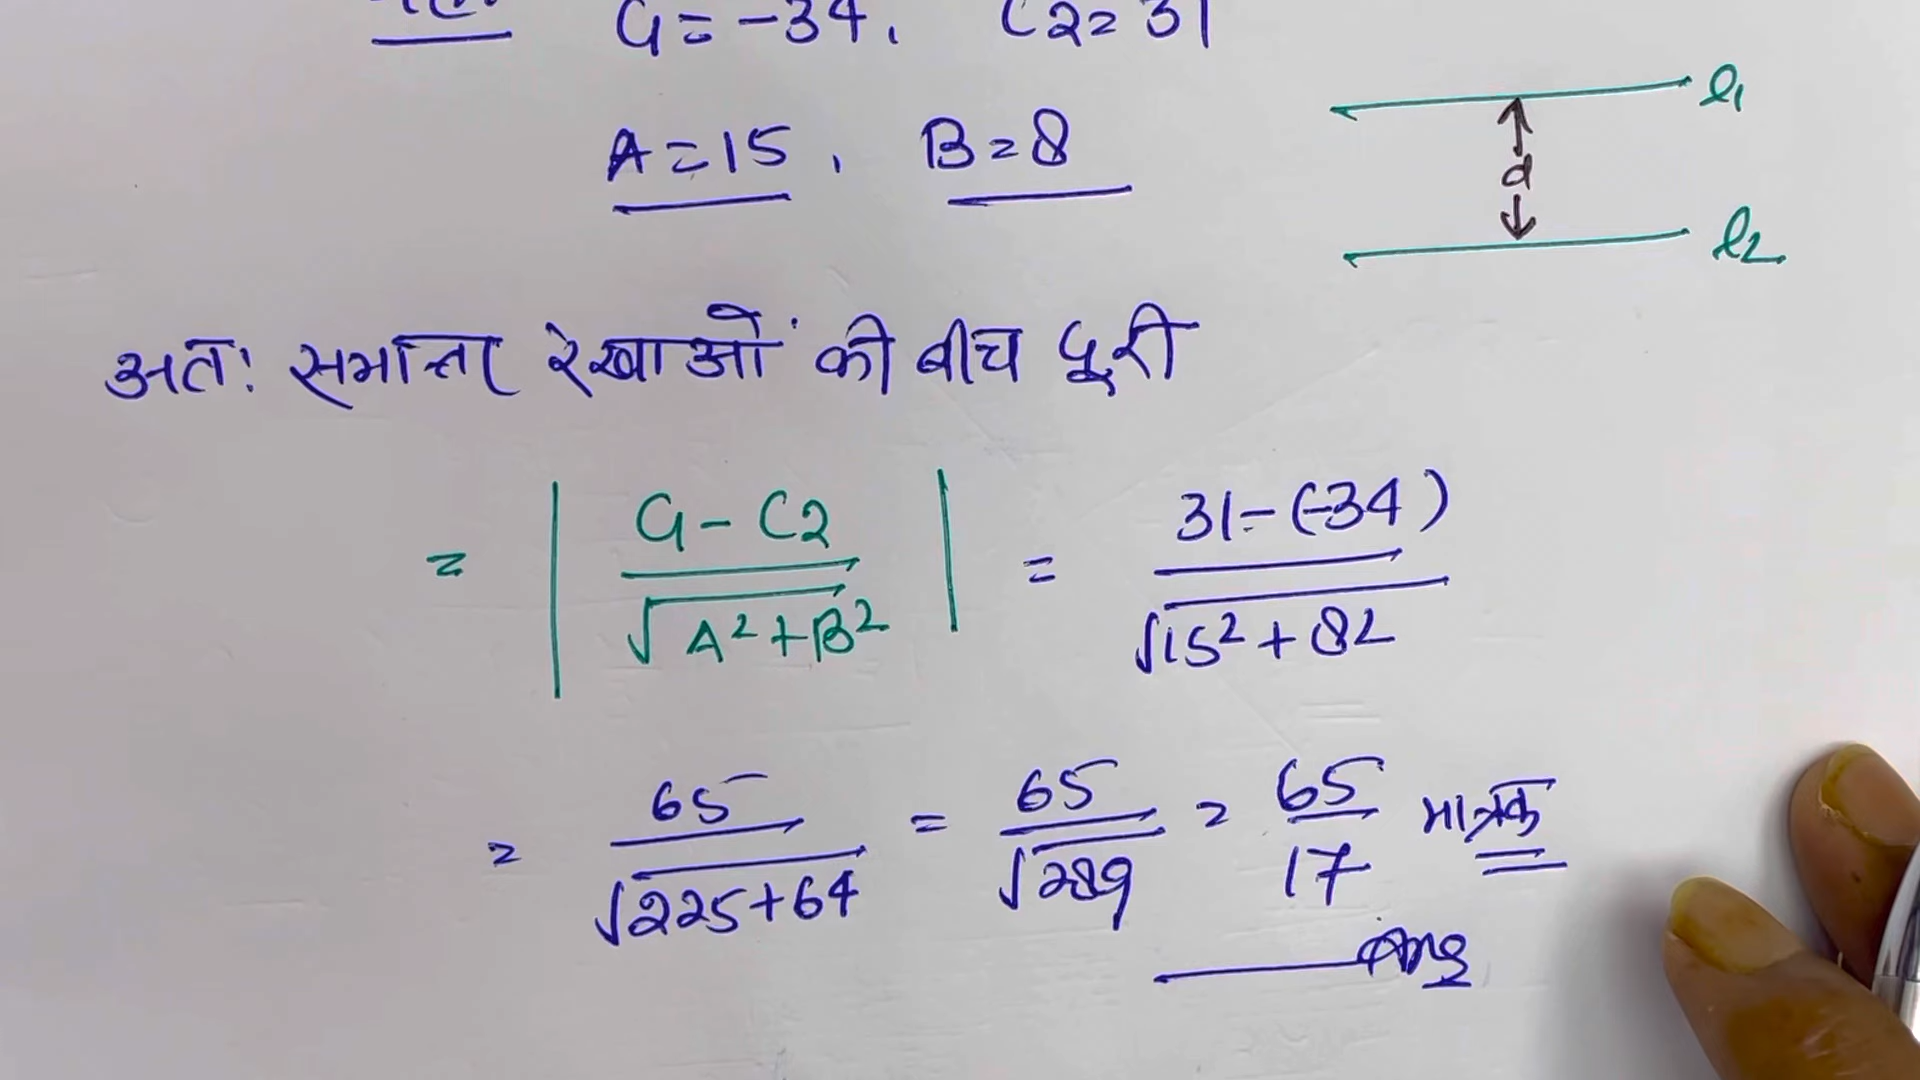 C1 = -34, C2 = 31
A = 15, B = 8
l1
d
l2
अतः समान्तर रेखाओं की बीच दूरी
= | C1 - C2 / √A² + B² | = 31 - (-34) / √15² + 82
= 65 / √225+64 = 65 / √289 = 65 / 17 मात्रक
Ans